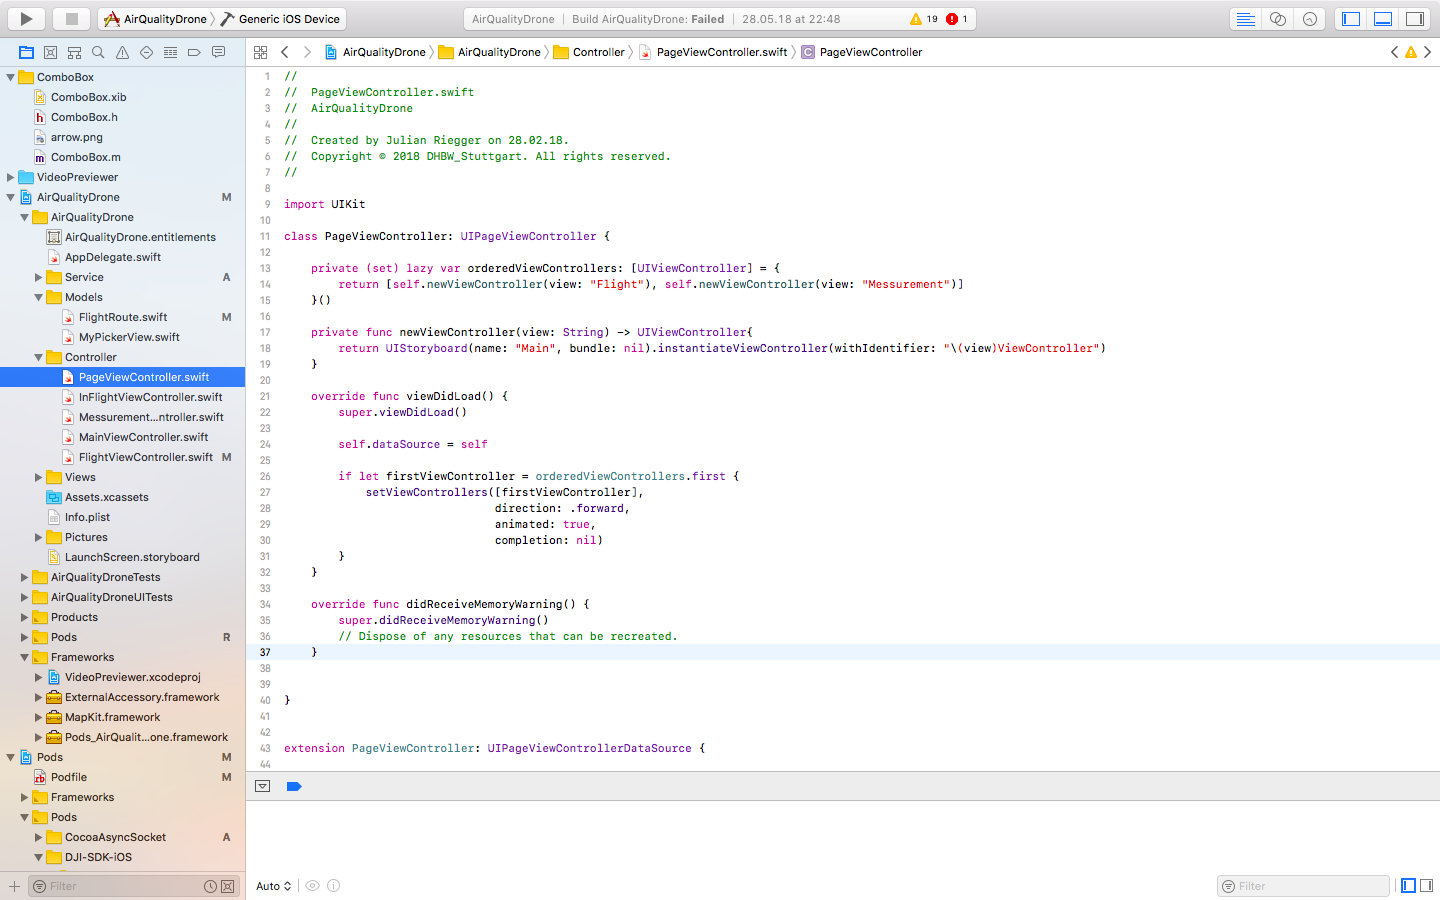 AirQualityDrone Generic iOS Device
AirQualityDrone Build AirQualityDrone: Failed 28.05.18 at 22:48 19 1
AirQualityDrone AirQualityDrone Controller PageViewController.swift C PageViewController
ComboBox
ComboBox.xib
h ComboBox.h
arrow.png
m ComboBox.m
VideoPreviewer
AirQualityDrone M
AirQualityDrone
AirQualityDrone.entitlements
AppDelegate.swift
Service A
Models
FlightRoute.swift M
MyPickerView.swift
Controller
PageViewController.swift
InFlightViewController.swift
Messurement...ntroller.swift
MainViewController.swift
FlightViewController.swift M
Views
Assets.xcassets
Info.plist
Pictures
LaunchScreen.storyboard
AirQualityDroneTests
AirQualityDroneUITests
Products
Pods R
Frameworks
VideoPreviewer.xcodeproj
ExternalAccessory.framework
MapKit.framework
Pods_AirQualit...one.framework
Pods M
rb Podfile M
Frameworks
Pods
CocoaAsyncSocket A
DJI-SDK-iOS
Filter
1 //
2 //  PageViewController.swift
3 //  AirQualityDrone
4 //
5 //  Created by Julian Riegger on 28.02.18.
6 //  Copyright © 2018 DHBW_Stuttgart. All rights reserved.
7 //
8
9 import UIKit
10
11 class PageViewController: UIPageViewController {
12
13     private (set) lazy var orderedViewControllers: [UIViewController] = {
14         return [self.newViewController(view: "Flight"), self.newViewController(view: "Messurement")]
15     }()
16
17     private func newViewController(view: String) -> UIViewController{
18         return UIStoryboard(name: "Main", bundle: nil).instantiateViewController(withIdentifier: "\(view)ViewController")
19     }
20
21     override func viewDidLoad() {
22         super.viewDidLoad()
23
24         self.dataSource = self
25
26         if let firstViewController = orderedViewControllers.first {
27             setViewControllers([firstViewController],
28                                direction: .forward,
29                                animated: true,
30                                completion: nil)
31         }
32     }
33
34     override func didReceiveMemoryWarning() {
35         super.didReceiveMemoryWarning()
36         // Dispose of any resources that can be recreated.
37     }
38
39
40 }
41
42
43 extension PageViewController: UIPageViewControllerDataSource {
44
Auto Filter